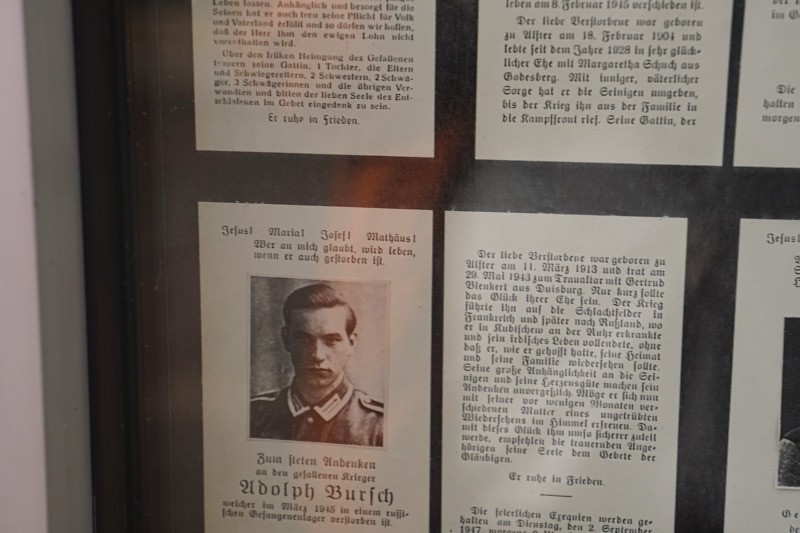 Leben lassen. Anhänglich und besorgt für die
Seinen hat er auch treu seine Pflicht für Volk
und Vaterland erfüllt und so dürfen wir hoffen,
daß der Herr ihm den ewigen Lohn nicht
vorenthalten wird.
Über den frühen Heimgang des Gefallenen
trauern seine Gattin, 1 Tochter, die Eltern
und Schwiegereltern, 2 Schwestern, 2 Schwä-
ger, 3 Schwägerinnen und die übrigen Ver-
wandten und bitten der lieben Seele des Ent-
schlafenen im Gebet eingedenk zu sein.
Er ruhe in Frieden.
leben am 8. Februar 1945 verschieden ist.
Der liebe Verstorbene war geboren
zu Alfter am 18. Februar 1904 und
lebte seit dem Jahre 1928 in sehr glück-
licher Ehe mit Margaretha Schuch aus
Godesberg. Mit inniger, väterlicher
Sorge hat er die Seinigen umgeben,
bis der Krieg ihn aus der Familie in
die Kampffront rief. Seine Gattin, der
Die
halten
morgen
Jesus! Maria! Josef! Mathäus!
Wer an mich glaubt, wird leben,
wenn er auch gestorben ist.
Zum steten Andenken
an den gefallenen Krieger
Adolph Bursch
welcher im März 1945 in einem russi-
schen Gefangenenlager verstorben ist.
Der liebe Verstorbene war geboren zu
Alfter am 11. März 1913 und trat am
29. Mai 1943 zum Traualtar mit Gertrud
Blenkert aus Duisburg. Nur kurz sollte
das Glück ihrer Ehe sein. Der Krieg
führte ihn auf die Schlachtfelder in
Frankreich und später nach Rußland, wo
er in Kubischew an der Ruhr erkrankte
und sein irdisches Leben vollendete, ohne
daß er, wie er gehofft hatte, seine Heimat
und seine Familie wiedersehen sollte.
Seine große Anhänglichkeit an die Sei-
nigen und seine Herzensgüte machen sein
Andenken unvergeßlich. Möge er sich nun
mit seiner vor wenigen Monaten ver-
schiedenen Mutter eines ungetrübten
Wiedersehens im Himmel erfreuen. Da-
mit dieses Glück ihm umso sicherer zuteil
werde, empfehlen die trauernden Ange-
hörigen seine Seele dem Gebete der
Gläubigen.
Er ruhe in Frieden.
Die feierlichen Exequien werden ge-
halten am Dienstag, den 2. September
1947, morgens
Jesus!